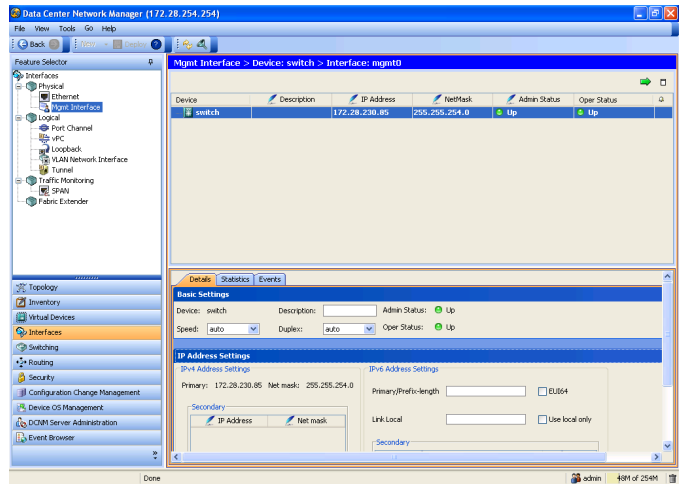 Data Center Network Manager (172.28.254.254)
File View Tools Go Help
Back New Deploy
Feature Selector
Mgmt Interface > Device: switch > Interface: mgmt0
Interfaces
Physical
Ethernet
Mgmt Interface
Logical
Port Channel
vPC
Loopback
VLAN Network Interface
Tunnel
Traffic Monitoring
SPAN
Fabric Extender
Device Description IP Address NetMask Admin Status Oper Status
switch 172.28.230.85 255.255.254.0 Up Up
Topology
Inventory
Virtual Devices
Interfaces
Switching
Routing
Security
Configuration Change Management
Device OS Management
DCNM Server Administration
Event Browser
Details Statistics Events
Basic Settings
Device: switch Description: Admin Status: Up
Speed: auto Duplex: auto Oper Status: Up
IP Address Settings
IPv4 Address Settings
Primary: 172.28.230.85 Net mask: 255.255.254.0
Secondary
IP Address Net mask
IPv6 Address Settings
Primary/Prefix-length EUI64
Link Local Use local only
Secondary
Done
admin 48M of 254M